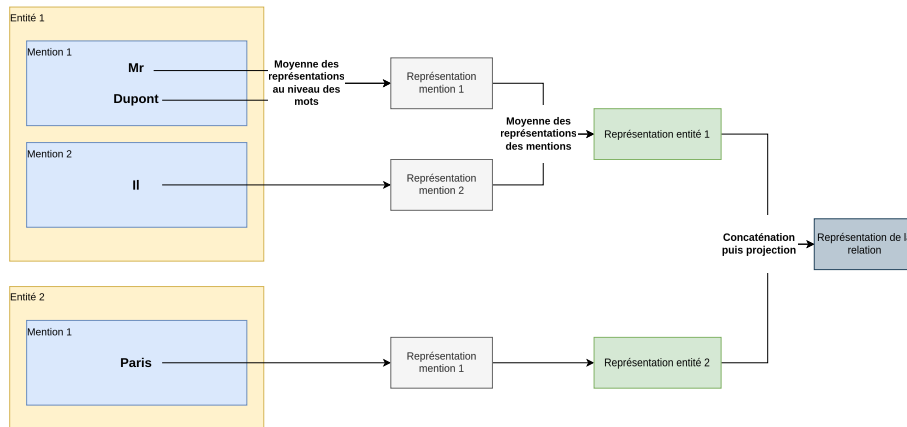 Entité 1
Mention 1
Mr
Dupont
Moyenne des
représentations
au niveau des
mots
Représentation
mention 1
Mention 2
Il
Représentation
mention 2
Moyenne des
représentations
des mentions
Représentation entité 1
Concaténation
puis projection
Représentation de
relation
Entité 2
Mention 1
Paris
Représentation
mention 1
Représentation entité 2